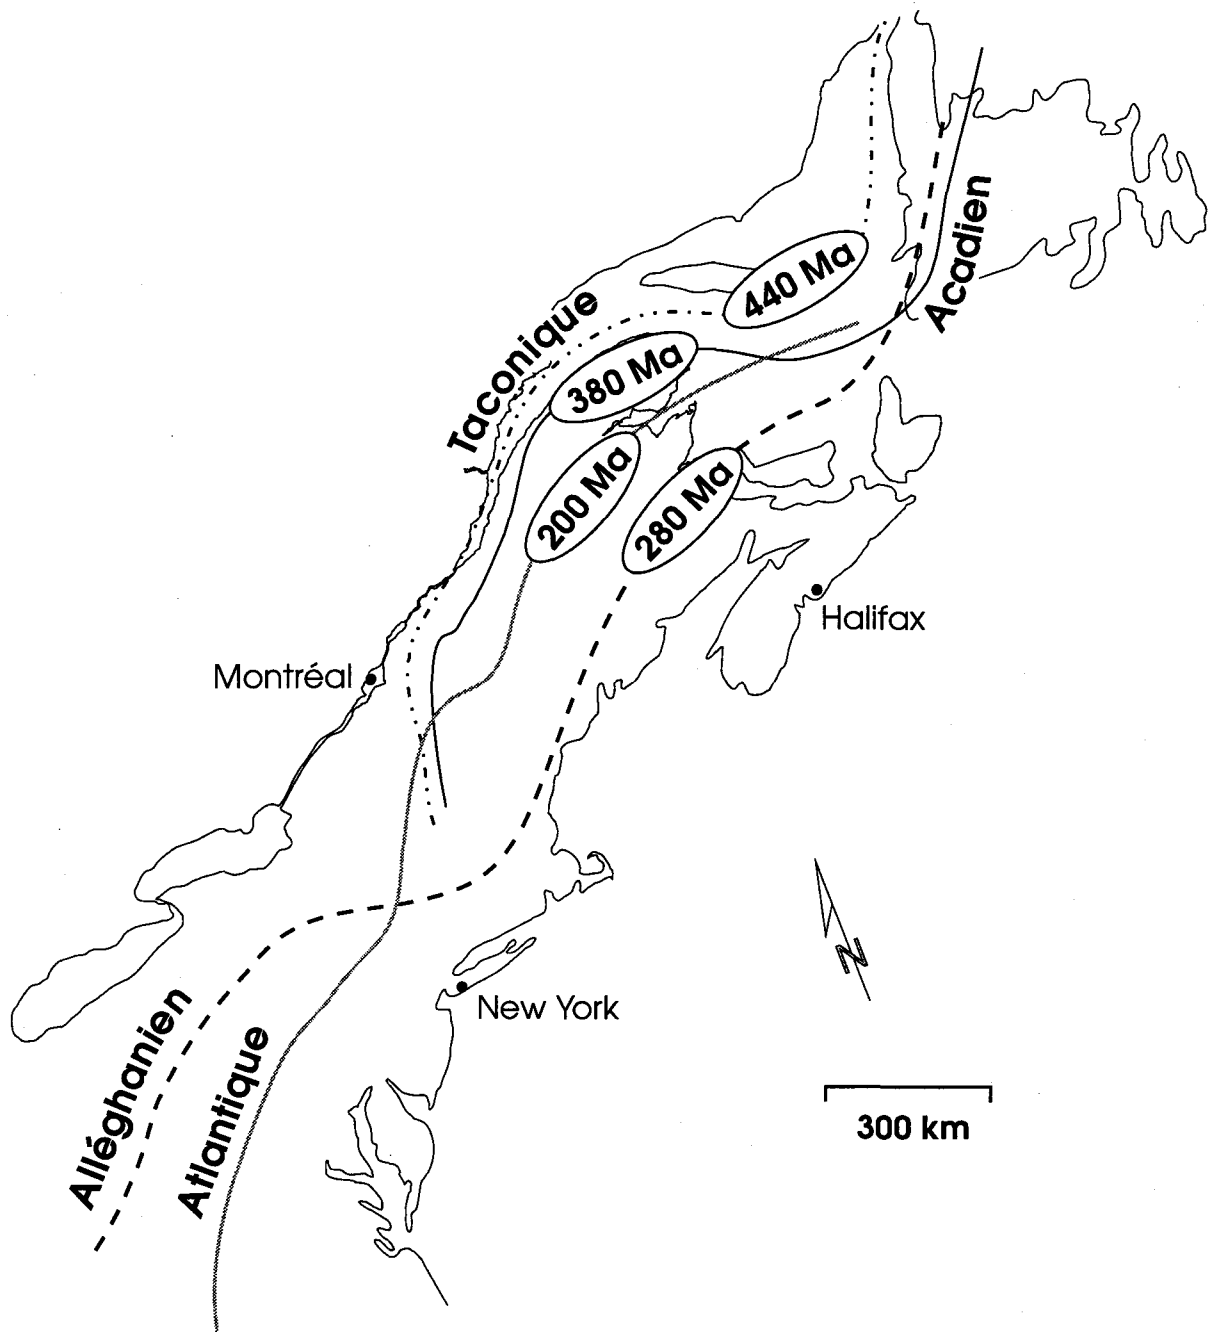 Acadien
440 Ma
Taconique
380 Ma
200 Ma
280 Ma
Halifax
Montréal
N
New York
Alléghanien
Atlantique
300 km